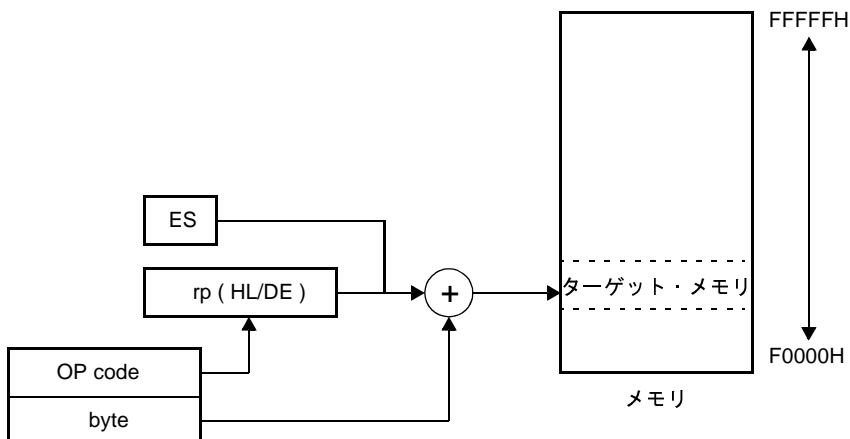 FFFFFH
ES
rp ( HL/DE )
+
ターゲット・メモリ
OP code
F0000H
メモリ
byte